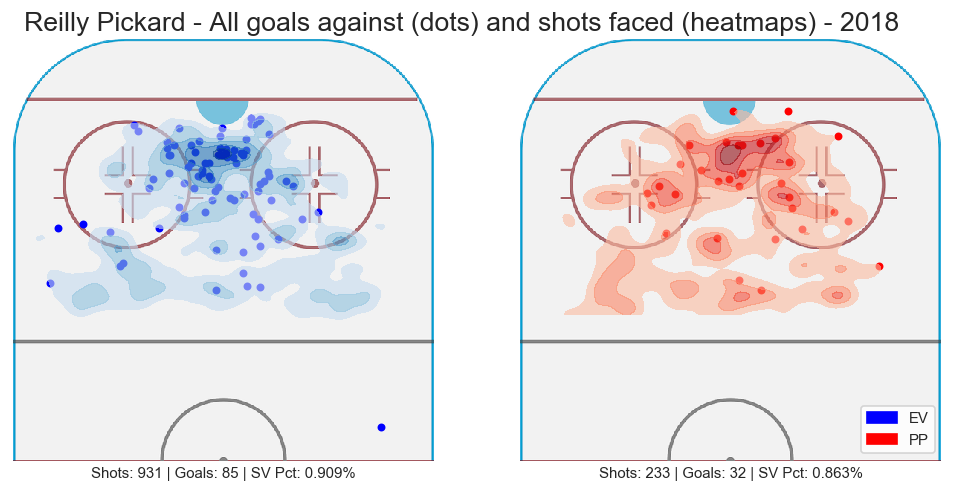 Reilly Pickard - All goals against (dots) and shots faced (heatmaps) - 2018
EV
PP
Shots: 931 | Goals: 85 | SV Pct: 0.909%
Shots: 233 | Goals: 32 | SV Pct: 0.863%